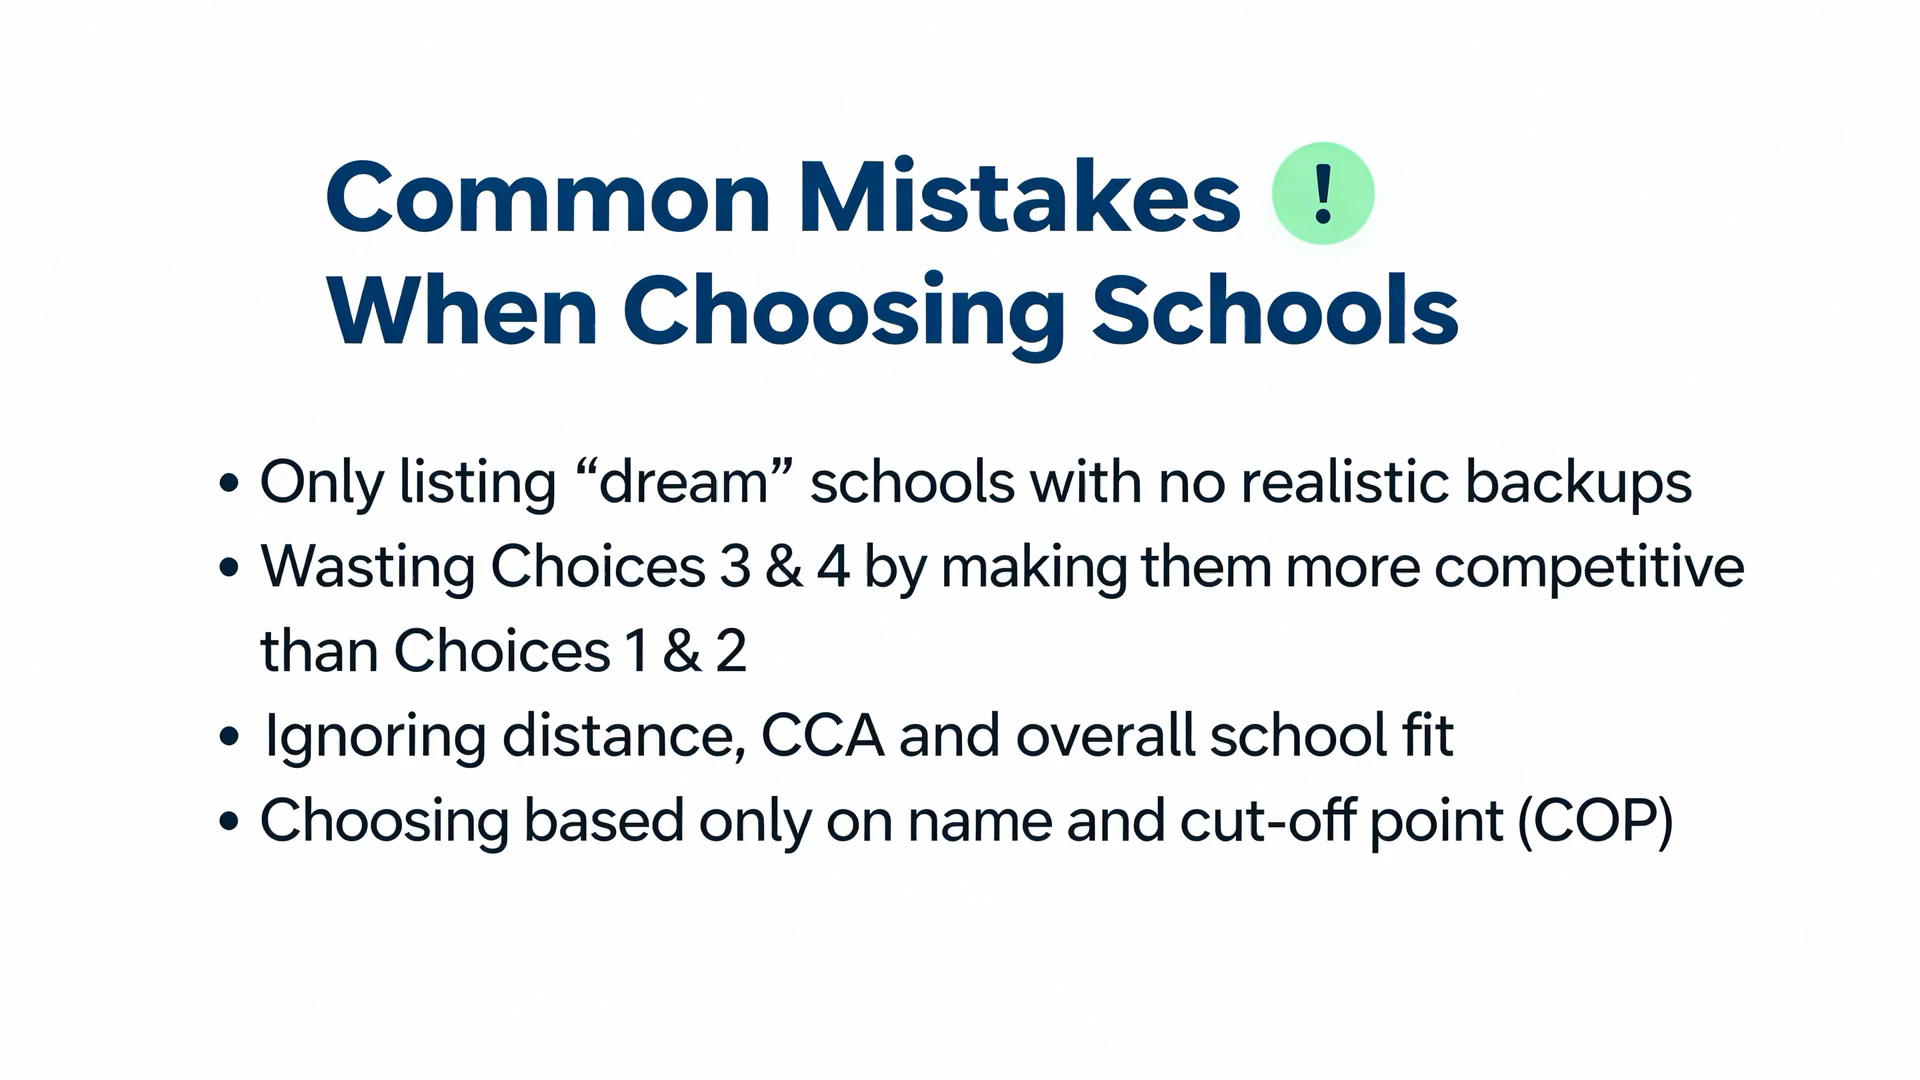 Common Mistakes !
When Choosing Schools
• Only listing “dream” schools with no realistic backups
• Wasting Choices 3 & 4 by making them more competitive
than Choices 1 & 2
• Ignoring distance, CCA and overall school fit
• Choosing based only on name and cut-off point (COP)